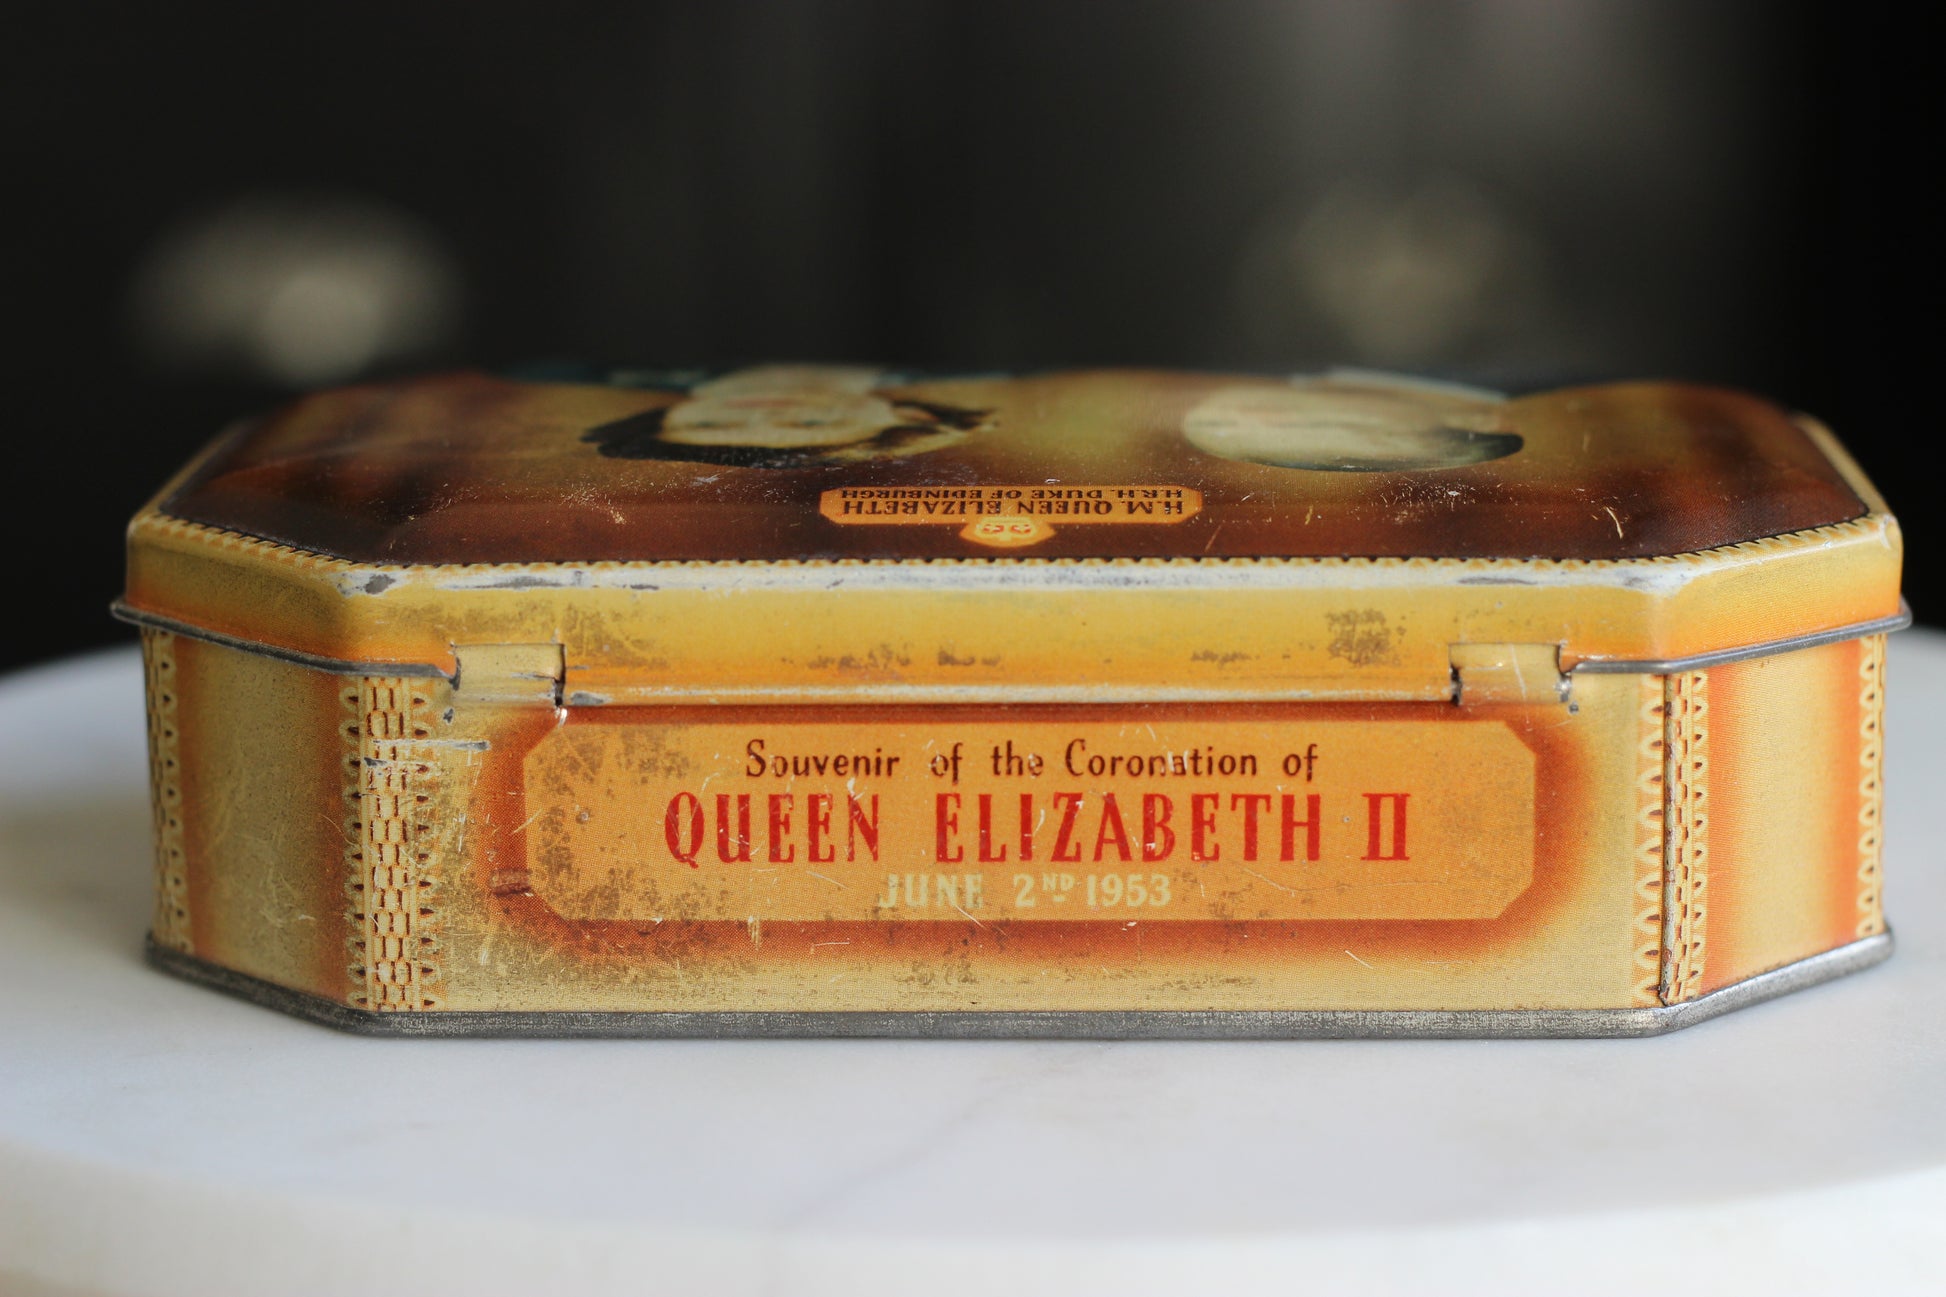 H.M. QUEEN ELIZABETH
H.R.H. DUKE OF EDINBURGH
Souvenir of the Coronation of
QUEEN ELIZABETH II
JUNE 2ND 1953